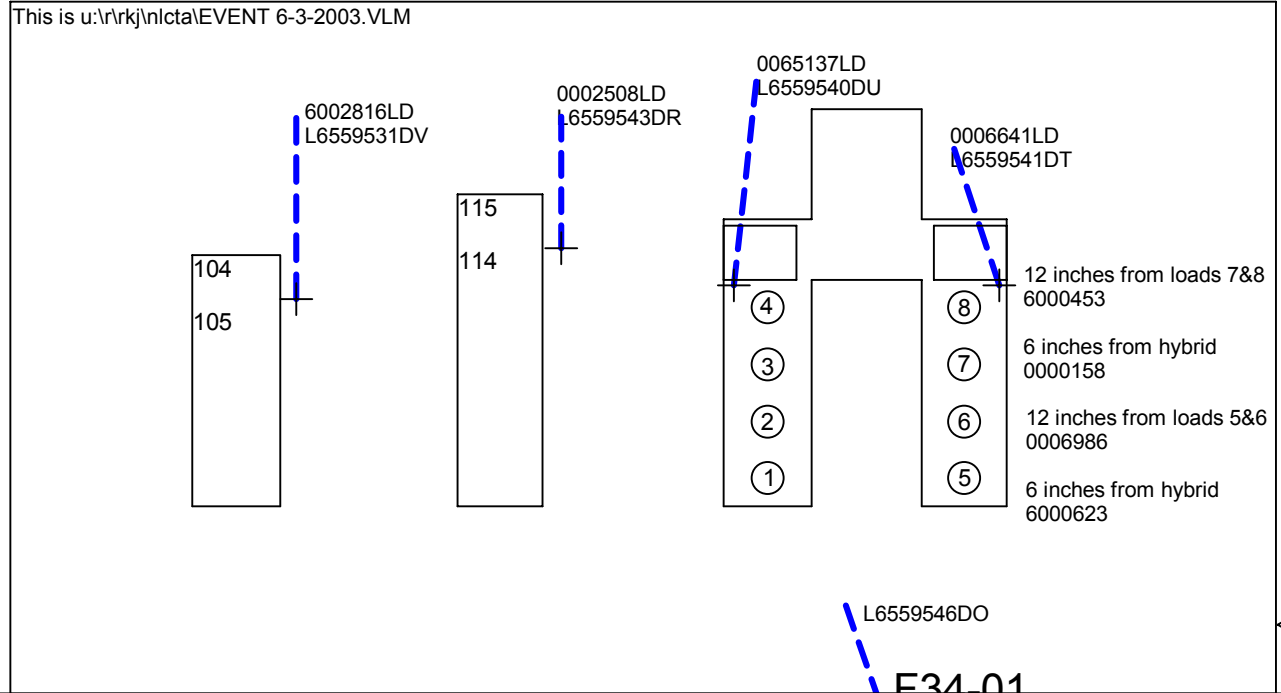 This is u:\r\rkj\nlcta\EVENT 6-3-2003.VLM
6002816LD
L6559531DV
0002508LD
L6559543DR
0065137LD
L6559540DU
0006641LD
L6559541DT
104
105
115
114
4
3
2
1
8
7
6
5
12 inches from loads 7&8
6000453
6 inches from hybrid
0000158
12 inches from loads 5&6
0006986
6 inches from hybrid
6000623
L6559546DO
F34-01